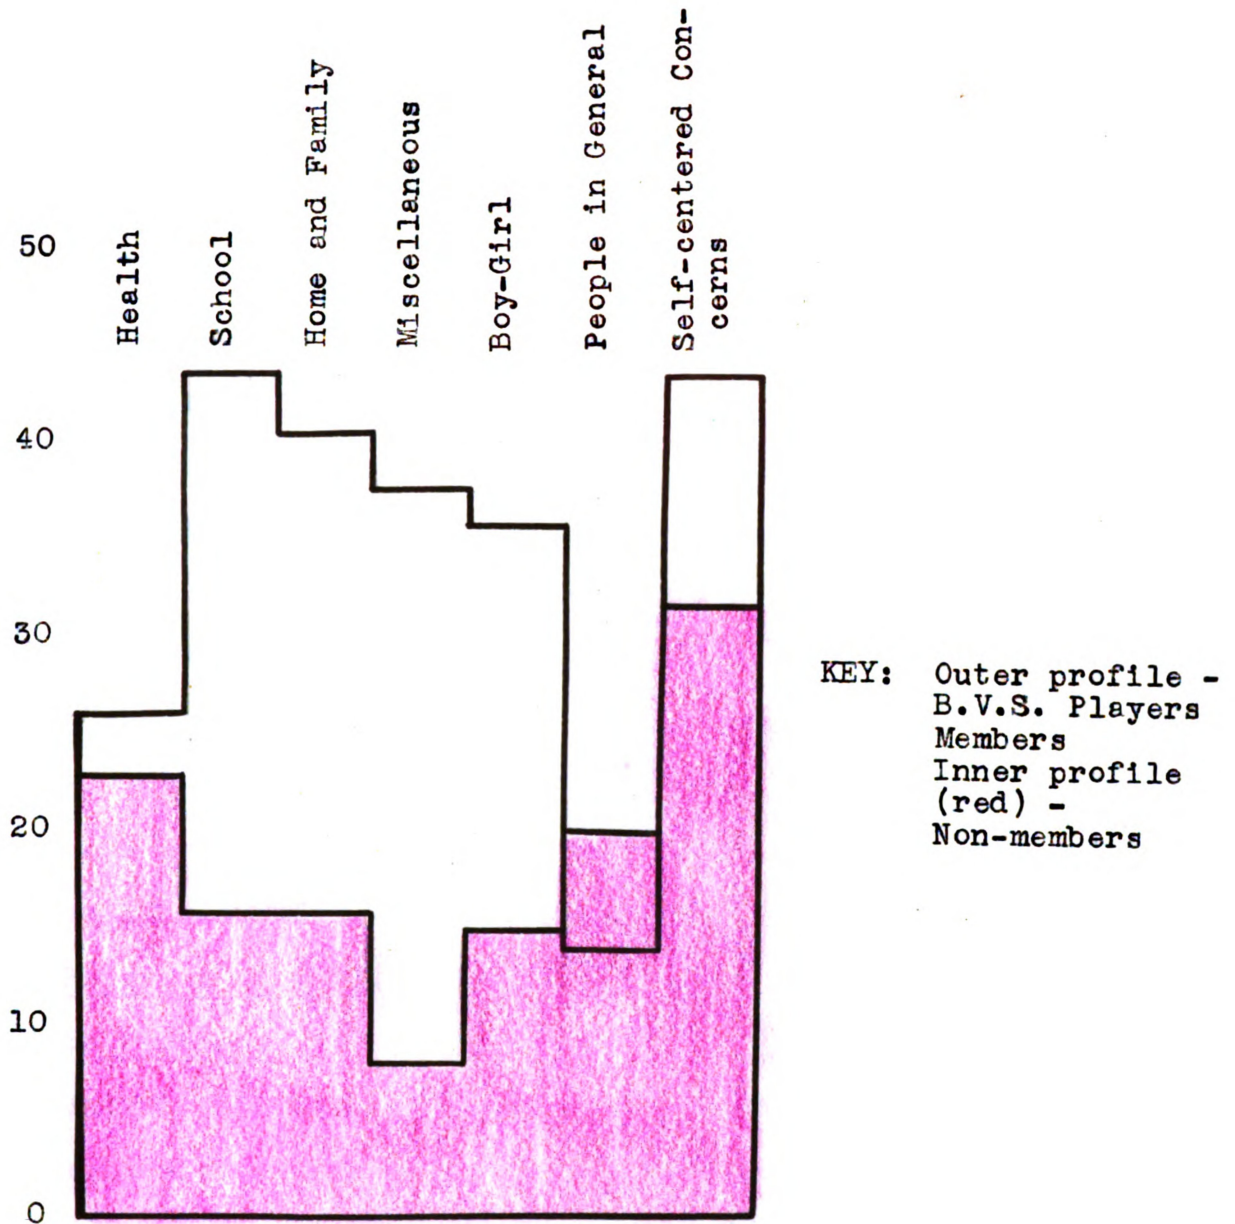 Health
School
Home and Family
Miscellaneous
Boy-Girl
People in General
Self-centered Con-
cerns
50
40
30
20
10
0
KEY: Outer profile -
B.V.S. Players
Members
Inner profile
(red) -
Non-members